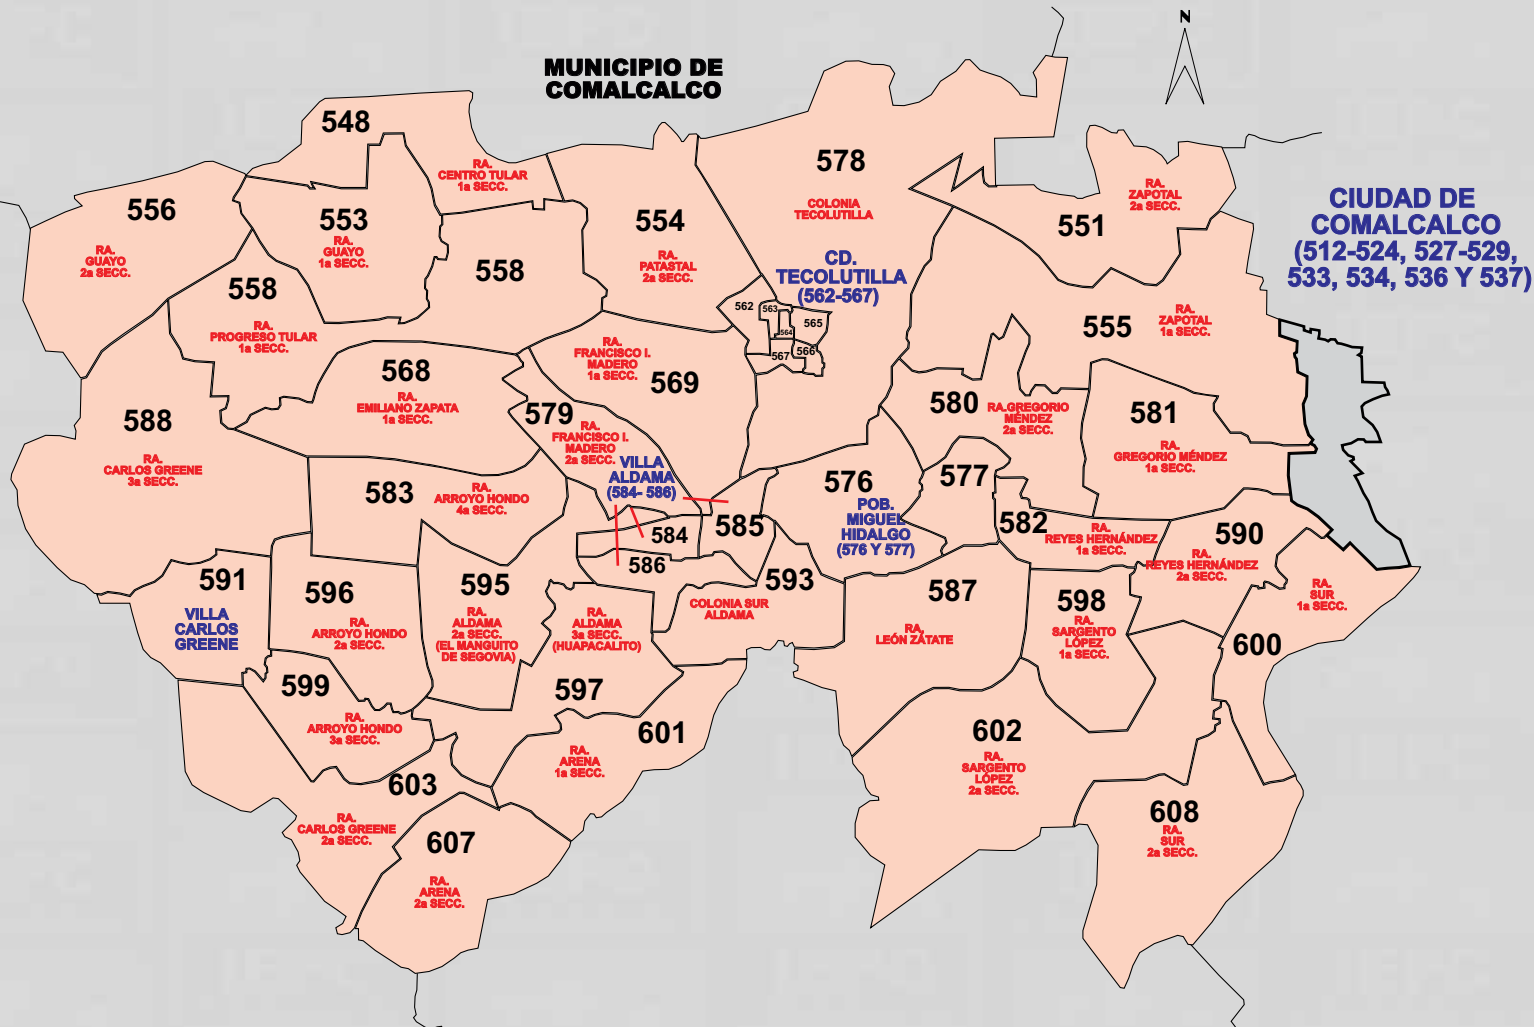 MUNICIPIO DE
COMALCALCO
N
548
RA.
CENTRO TULAR
1a SECC.
578
COLONIA
TECOLUTILLA
RA.
ZAPOTAL
2a SECC.
CIUDAD DE
COMALCALCO
(512-524, 527-529,
533, 534, 536 Y 537)
556
RA.
GUAYO
2a SECC.
553
RA.
GUAYO
1a SECC.
554
RA.
PATASTAL
2a SECC.
551
558
CD.
TECOLUTILLA
(562-567)
558
RA.
PROGRESO TULAR
1a SECC.
562
563
564
565
566
567
555
RA.
ZAPOTAL
1a SECC.
568
RA.
EMILIANO ZAPATA
1a SECC.
RA.
FRANCISCO I.
MADERO
1a SECC.
569
588
RA.
CARLOS GREENE
3a SECC.
579
RA.
FRANCISCO I.
MADERO
2a SECC.
VILLA
ALDAMA
(584- 586)
580
RA.GREGORIO
MÉNDEZ
2a SECC.
581
RA.
GREGORIO MÉNDEZ
1a SECC.
583
RA.
ARROYO HONDO
4a SECC.
576
POB.
MIGUEL
HIDALGO
(576 Y 577)
577
582
RA.
REYES HERNÁNDEZ
1a SECC.
590
RA.
REYES HERNÁNDEZ
2a SECC.
584
585
586
591
VILLA
CARLOS
GREENE
596
RA.
ARROYO HONDO
2a SECC.
595
RA.
ALDAMA
2a SECC.
(EL MANGUITO
DE SEGOVIA)
RA.
ALDAMA
3a SECC.
(HUAPACALITO)
593
COLONIA SUR
ALDAMA
587
RA.
LEÓN ZÁTATE
598
RA.
SARGENTO
LÓPEZ
1a SECC.
RA.
SUR
1a SECC.
600
599
RA.
ARROYO HONDO
3a SECC.
597
601
RA.
ARENA
1a SECC.
602
RA.
SARGENTO
LÓPEZ
2a SECC.
603
RA.
CARLOS GREENE
2a SECC.
607
RA.
ARENA
2a SECC.
608
RA.
SUR
2a SECC.